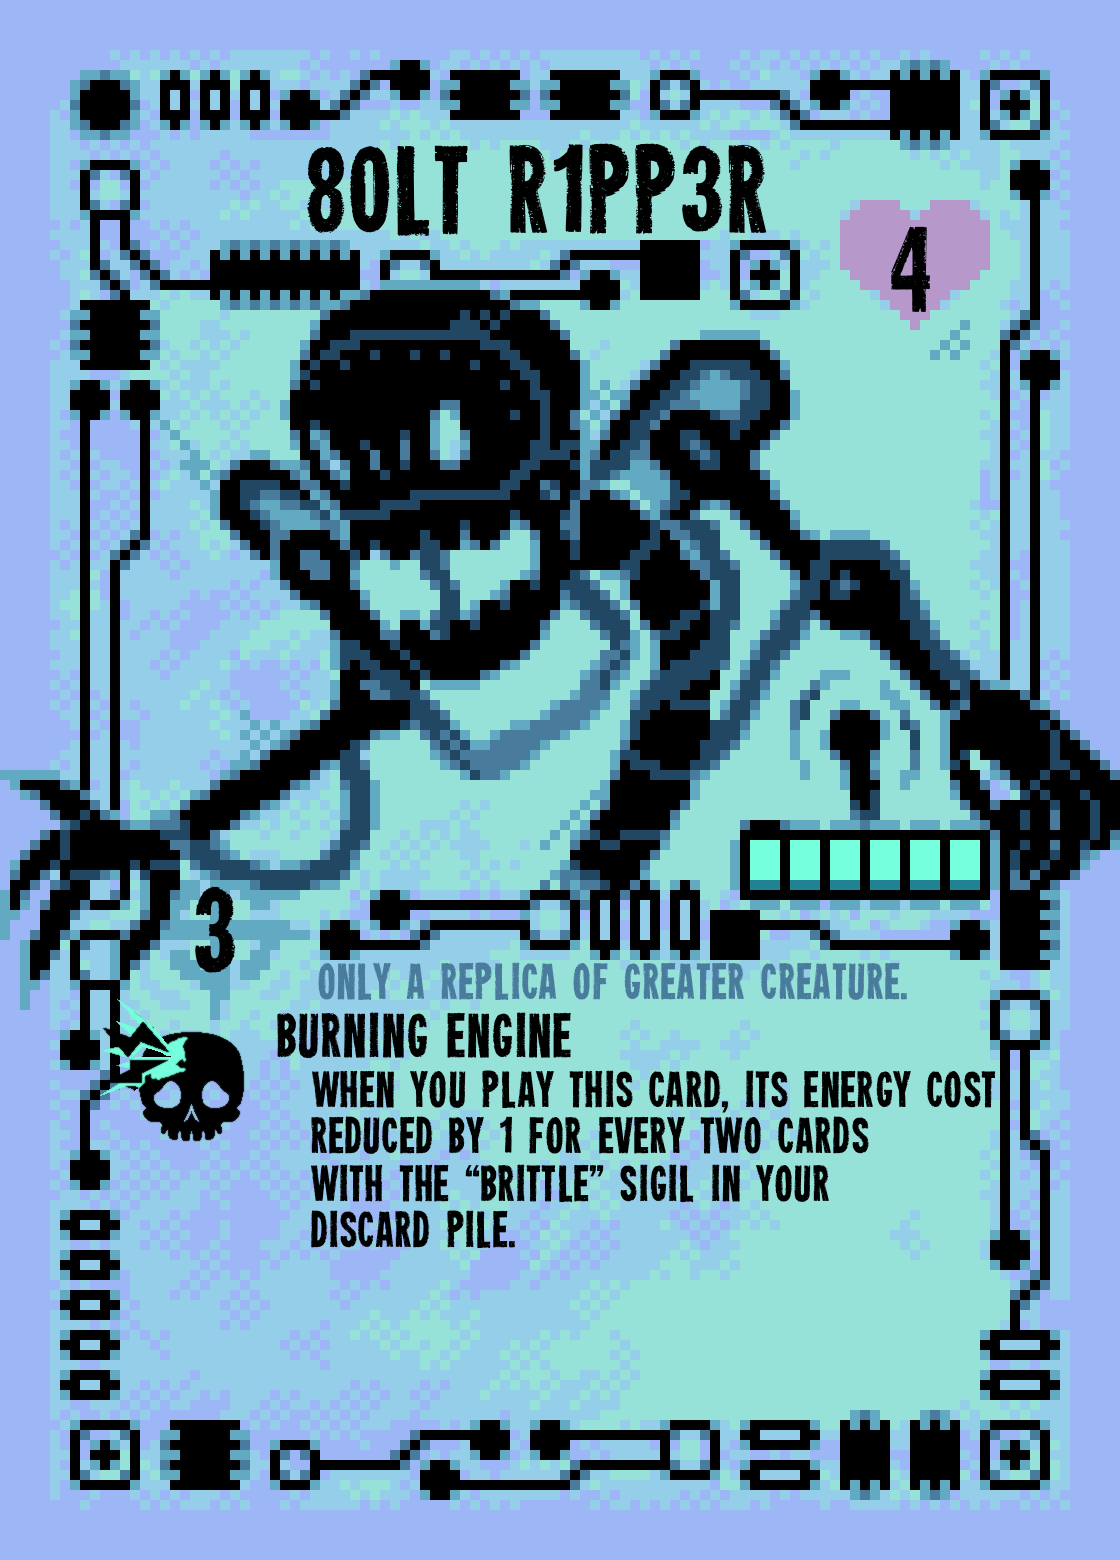 80LT R1PP3R
4
3
ONLY A REPLICA OF GREATER CREATURE.
BURNING ENGINE
WHEN YOU PLAY THIS CARD, ITS ENERGY COST
REDUCED BY 1 FOR EVERY TWO CARDS
WITH THE “BRITTLE” SIGIL IN YOUR
DISCARD PILE.